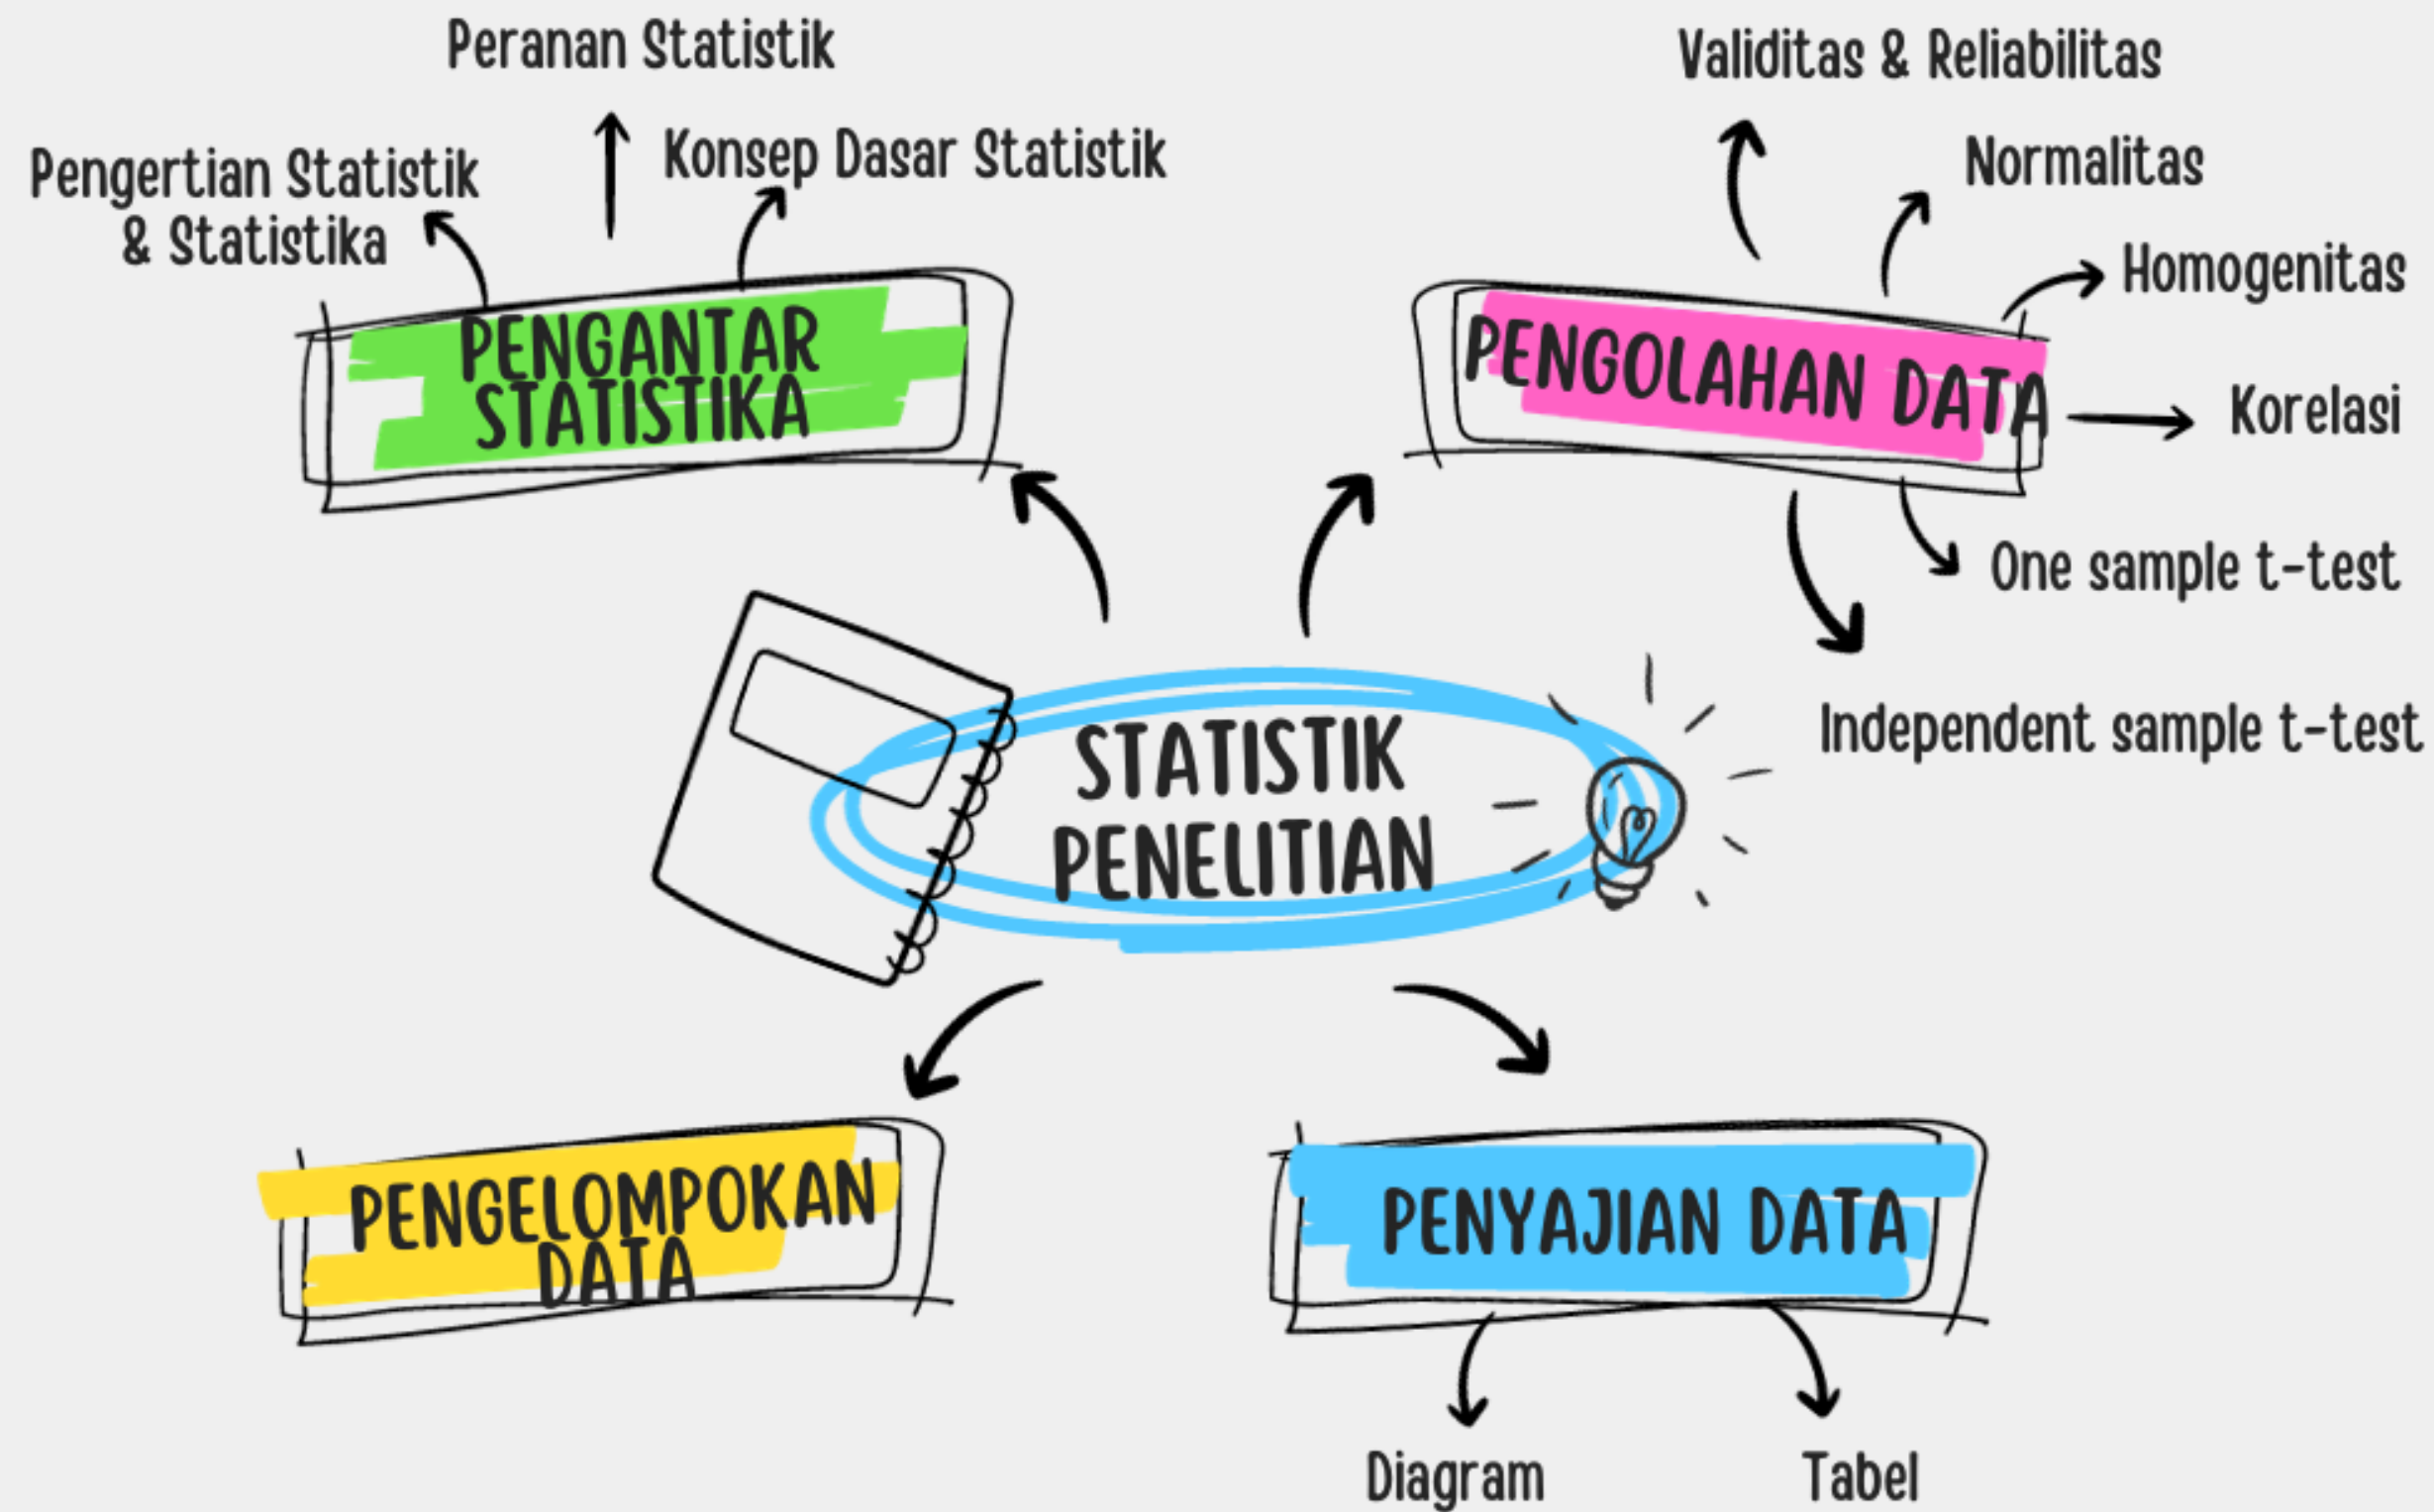 Peranan Statistik
Pengertian Statistik
& Statistika
Konsep Dasar Statistik
PENGANTAR
STATISTIKA
Validitas & Reliabilitas
Normalitas
Homogenitas
PENGOLAHAN DATA
Korelasi
One sample t-test
Independent sample t-test
STATISTIK
PENELITIAN
PENGELOMPOKAN
DATA
PENYAJIAN DATA
Diagram
Tabel